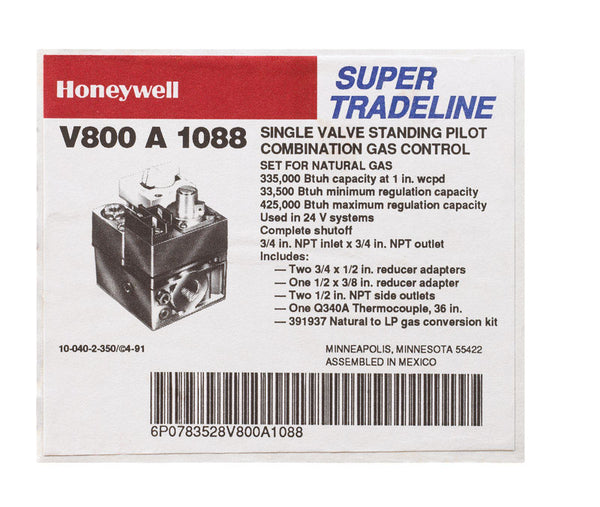 Honeywell
SUPER
TRADELINE
V800 A 1088
SINGLE VALVE STANDING PILOT
COMBINATION GAS CONTROL
SET FOR NATURAL GAS
335,000 Btuh capacity at 1 in. wcpd
33,500 Btuh minimum regulation capacity
425,000 Btuh maximum regulation capacity
Used in 24 V systems
Complete shutoff
3/4 in. NPT inlet x 3/4 in. NPT outlet
Includes:
— Two 3/4 x 1/2 in. reducer adapters
— One 1/2 x 3/8 in. reducer adapter
— Two 1/2 in. NPT side outlets
— One Q340A Thermocouple, 36 in.
— 391937 Natural to LP gas conversion kit
10-040-2-350/©4-91
MINNEAPOLIS, MINNESOTA 55422
ASSEMBLED IN MEXICO
6P0783528V800A1088